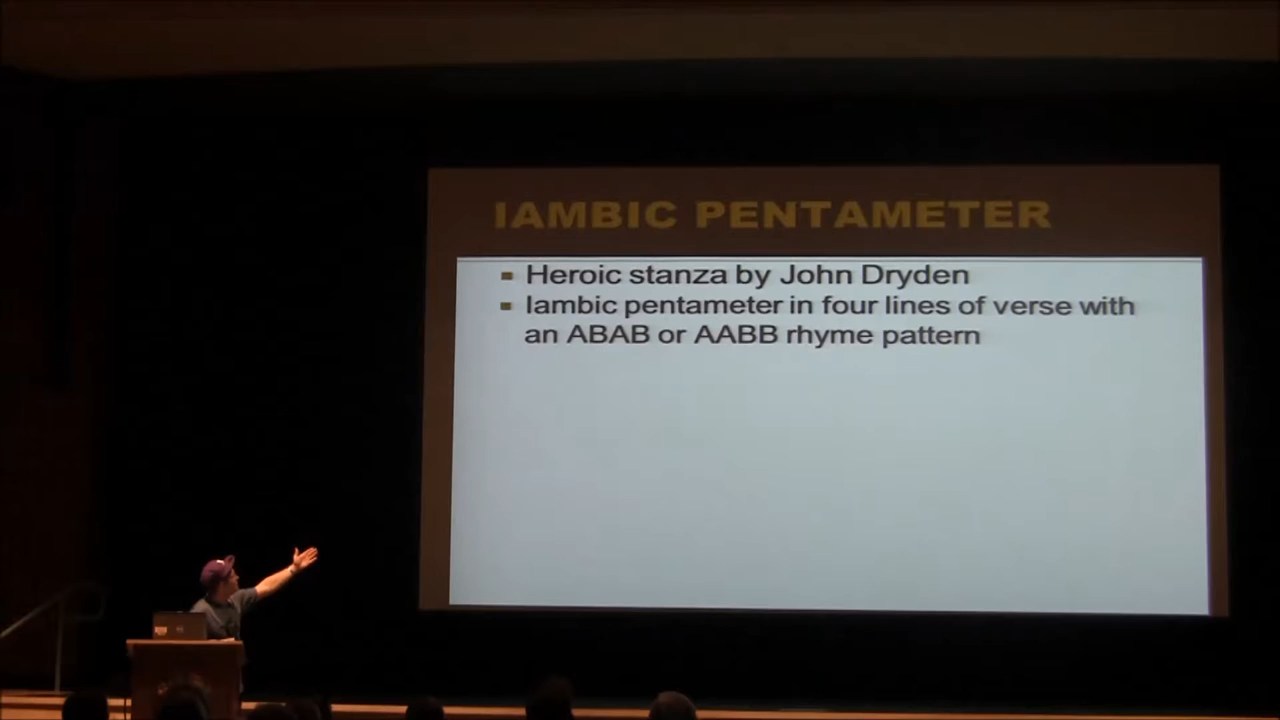 IAMBIC PENTAMETER
Heroic stanza by John Dryden
Iambic pentameter in four lines of verse with
an ABAB or AABB rhyme pattern